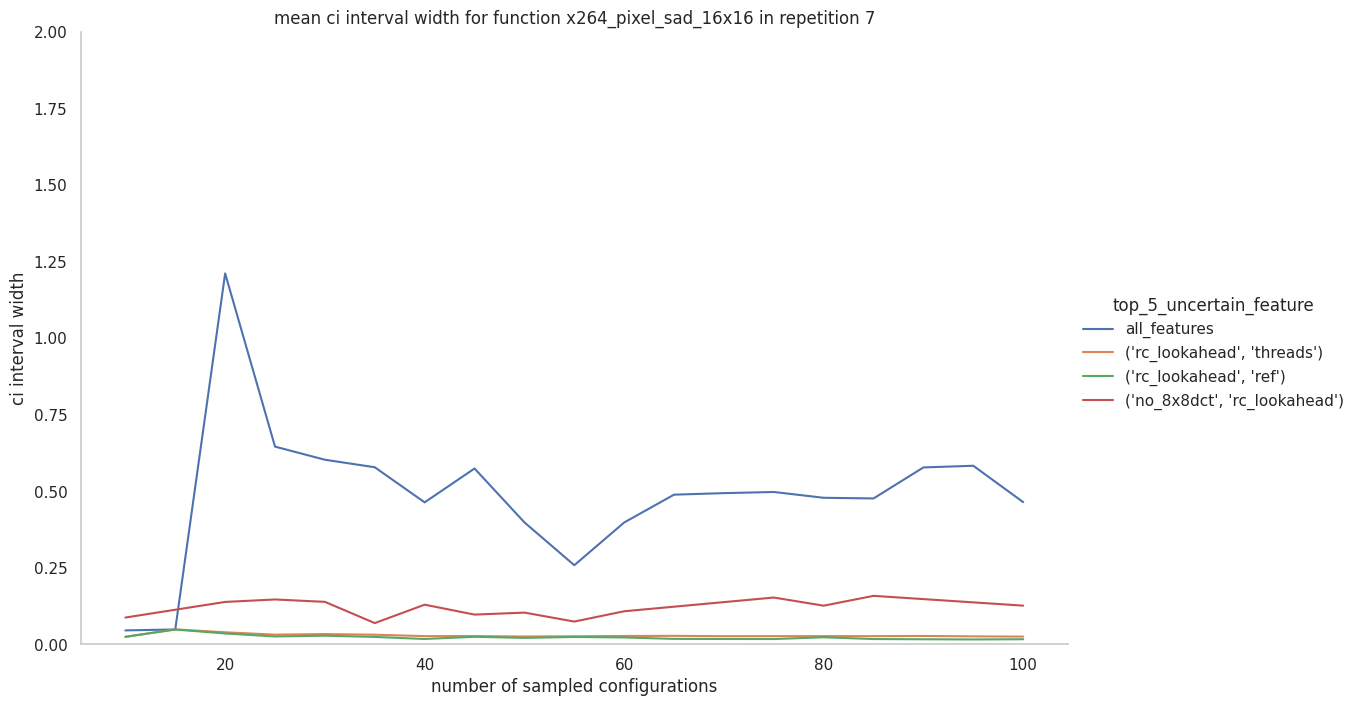 mean ci interval width for function x264_pixel_sad_16x16 in repetition 7
2.00
1.75
1.50
1.25
1.00
0.75
0.50
0.25
0.00
ci interval width
20 40 60 80 100
number of sampled configurations
top_5_uncertain_feature
all_features
('rc_lookahead', 'threads')
('rc_lookahead', 'ref')
('no_8x8dct', 'rc_lookahead')